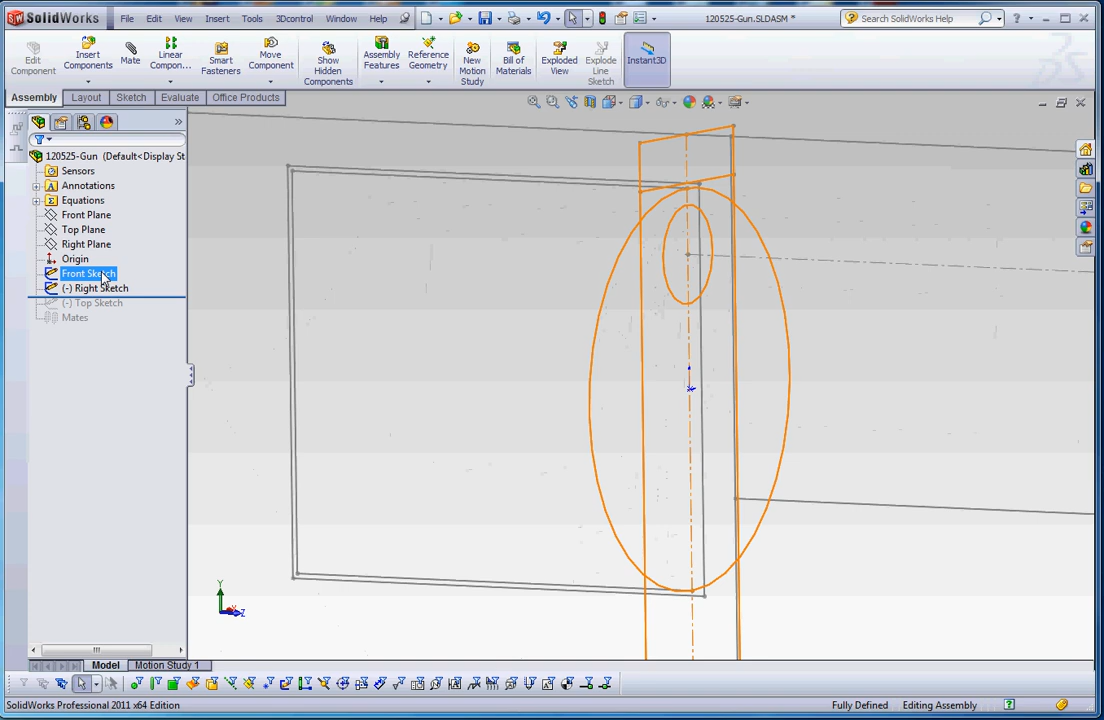 SolidWorks File Edit View Insert Tools 3Dcontrol Window Help 120525-Gun.SLDASM * Search SolidWorks Help
Edit Component
Insert Components
Mate
Linear Compon...
Smart Fasteners
Move Component
Show Hidden Components
Assembly Features
Reference Geometry
New Motion Study
Bill of Materials
Exploded View
Explode Line Sketch
Instant3D
Assembly Layout Sketch Evaluate Office Products
120525-Gun (Default<Display St
Sensors
Annotations
Equations
Front Plane
Top Plane
Right Plane
Origin
Front Sketch
(-) Right Sketch
(-) Top Sketch
Mates
Y
Z
Model Motion Study 1
SolidWorks Professional 2011 x64 Edition Fully Defined Editing Assembly